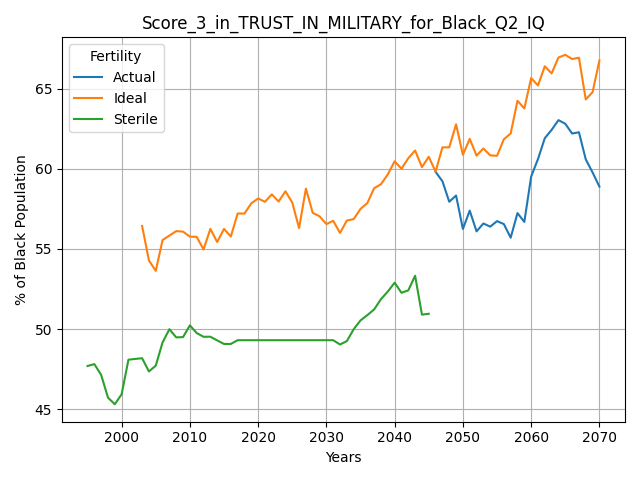 Score_3_in_TRUST_IN_MILITARY_for_Black_Q2_IQ
Fertility
Actual
Ideal
Sterile
% of Black Population
65
60
55
50
45
2000 2010 2020 2030 2040 2050 2060 2070
Years